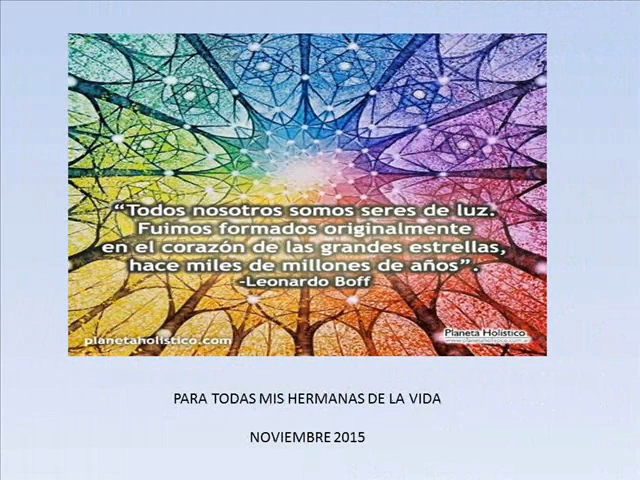 “Todos nosotros somos seres de luz.
Fuimos formados originalmente
en el corazón de las grandes estrellas,
hace miles de millones de años”.
-Leonardo Boff
Planeta Holístico
planetaholistico.com
PARA TODAS MIS HERMANAS DE LA VIDA
NOVIEMBRE 2015